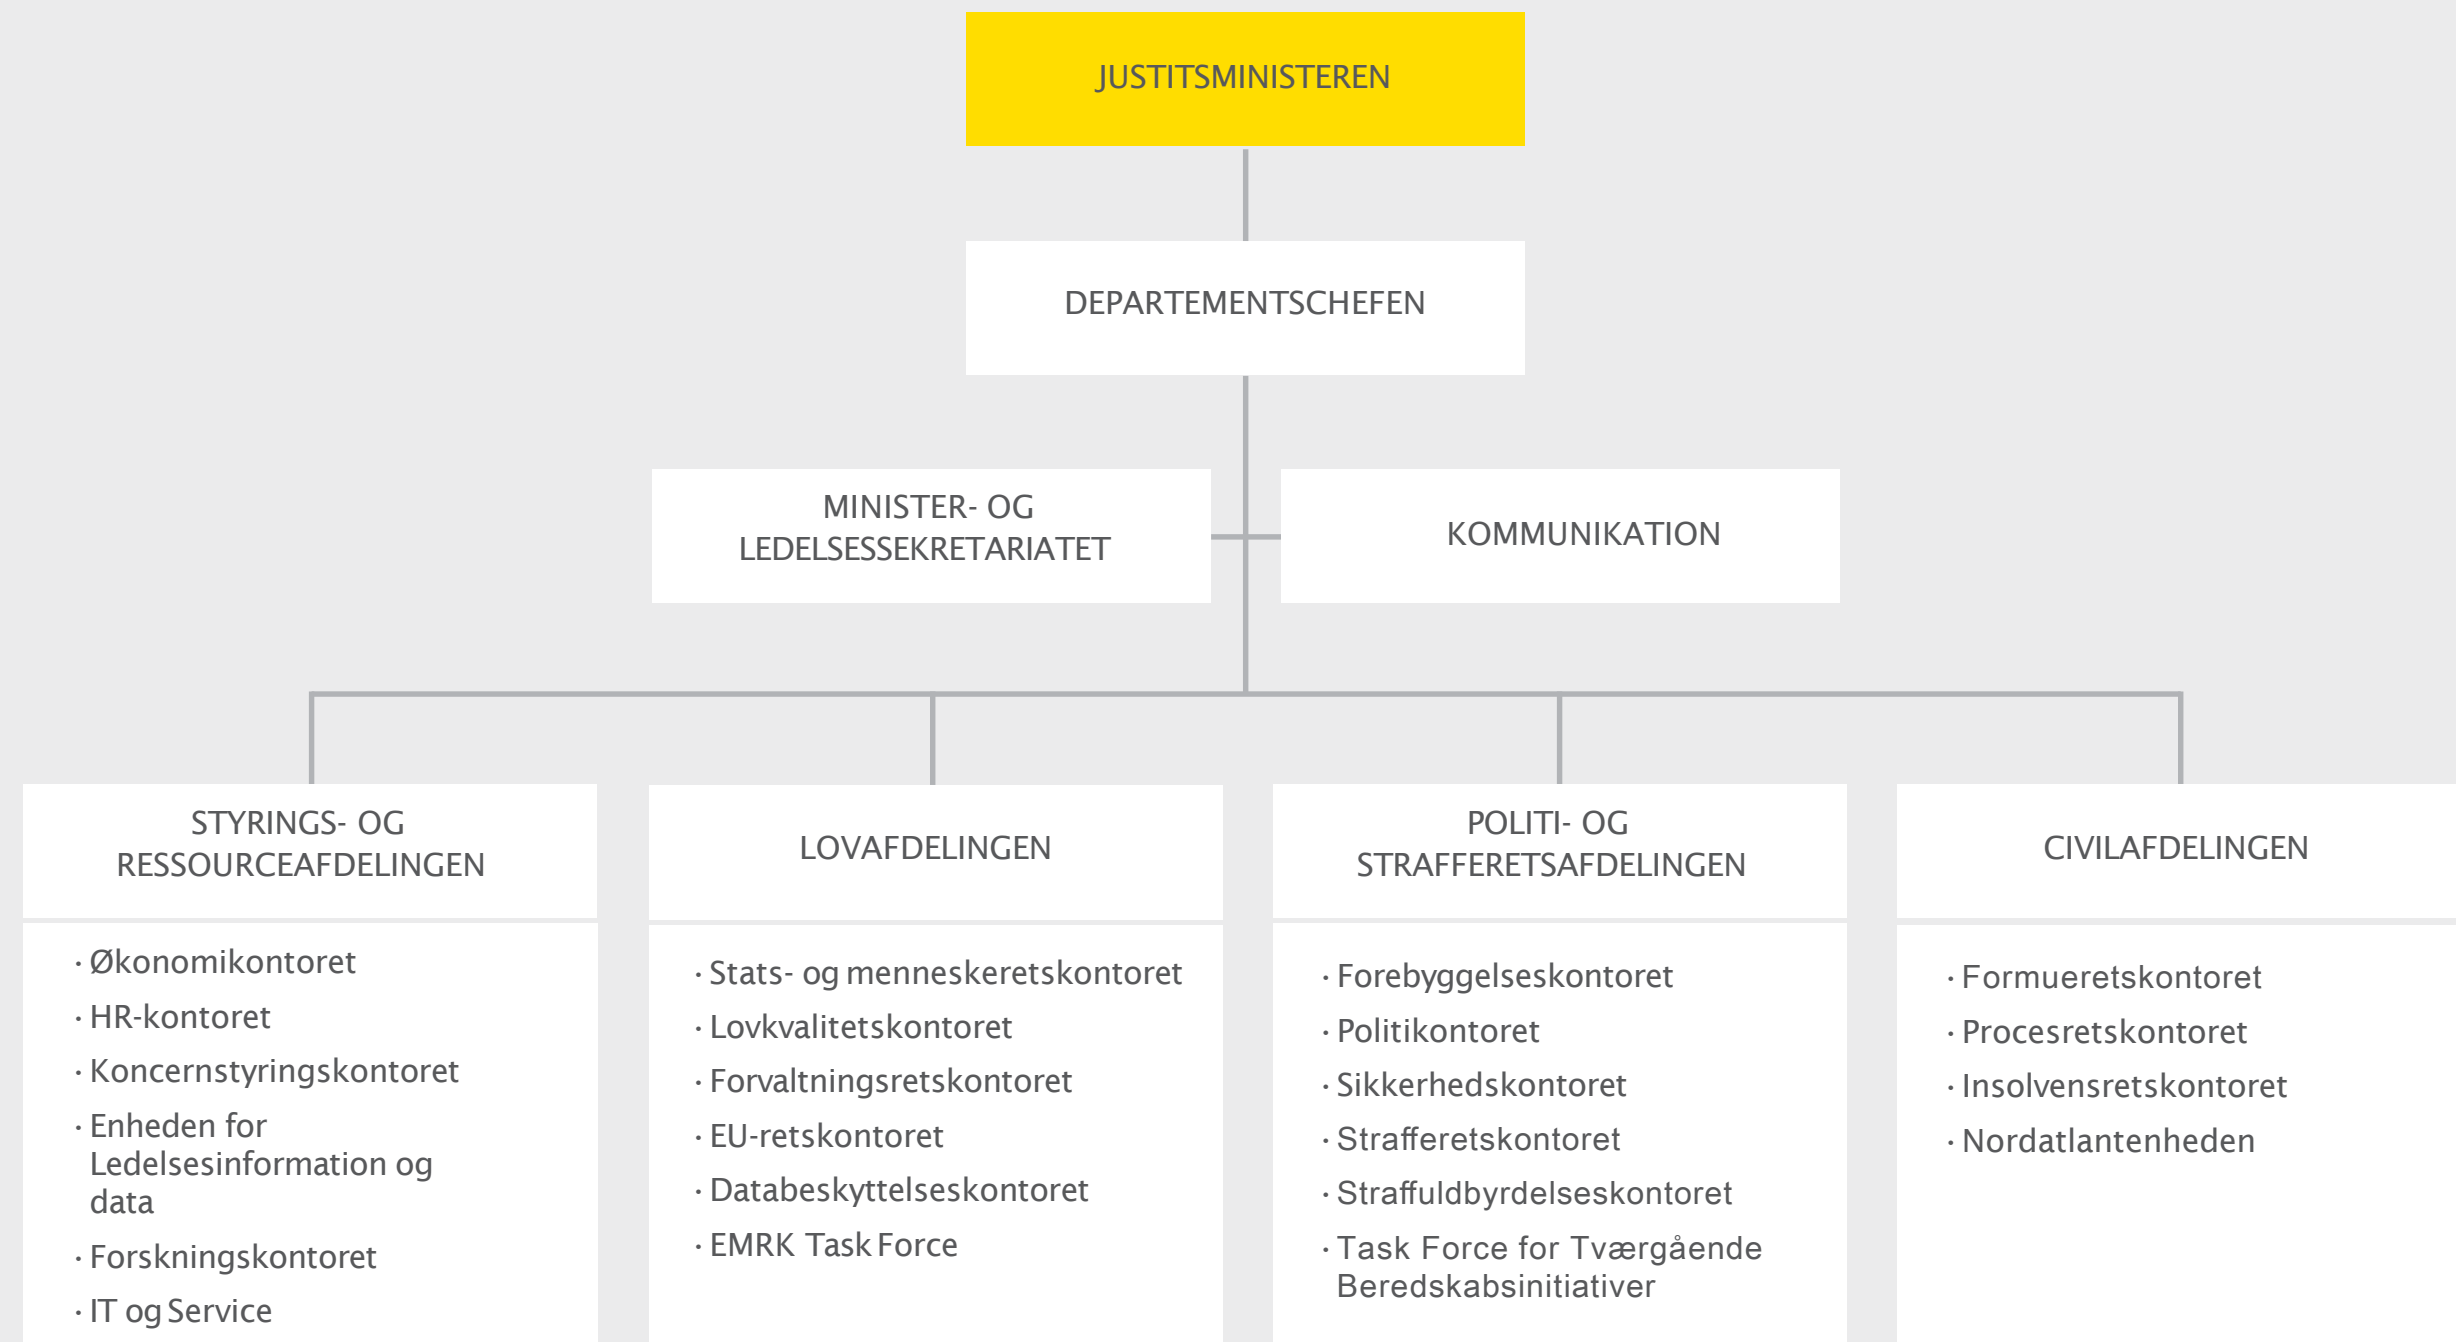 JUSTITSMINISTEREN
DEPARTEMENTSCHEFEN
MINISTER- OG
LEDELSESSEKRETARIATET
KOMMUNIKATION
STYRINGS- OG
RESSOURCEAFDELINGEN
· Økonomikontoret
· HR-kontoret
· Koncernstyringskontoret
· Enheden for
Ledelsesinformation og
data
· Forskningskontoret
· IT og Service
LOVAFDELINGEN
· Stats- og menneskeretskontoret
· Lovkvalitetskontoret
· Forvaltningsretskontoret
· EU-retskontoret
· Databeskyttelseskontoret
· EMRK Task Force
POLITI- OG
STRAFFERETSAFDELINGEN
· Forebyggelseskontoret
· Politikontoret
· Sikkerhedskontoret
· Strafferetskontoret
· Straffuldbyrdelseskontoret
· Task Force for Tværgående
Beredskabsinitiativer
CIVILAFDELINGEN
· Formueretskontoret
· Procesretskontoret
· Insolvensretskontoret
· Nordatlantenheden